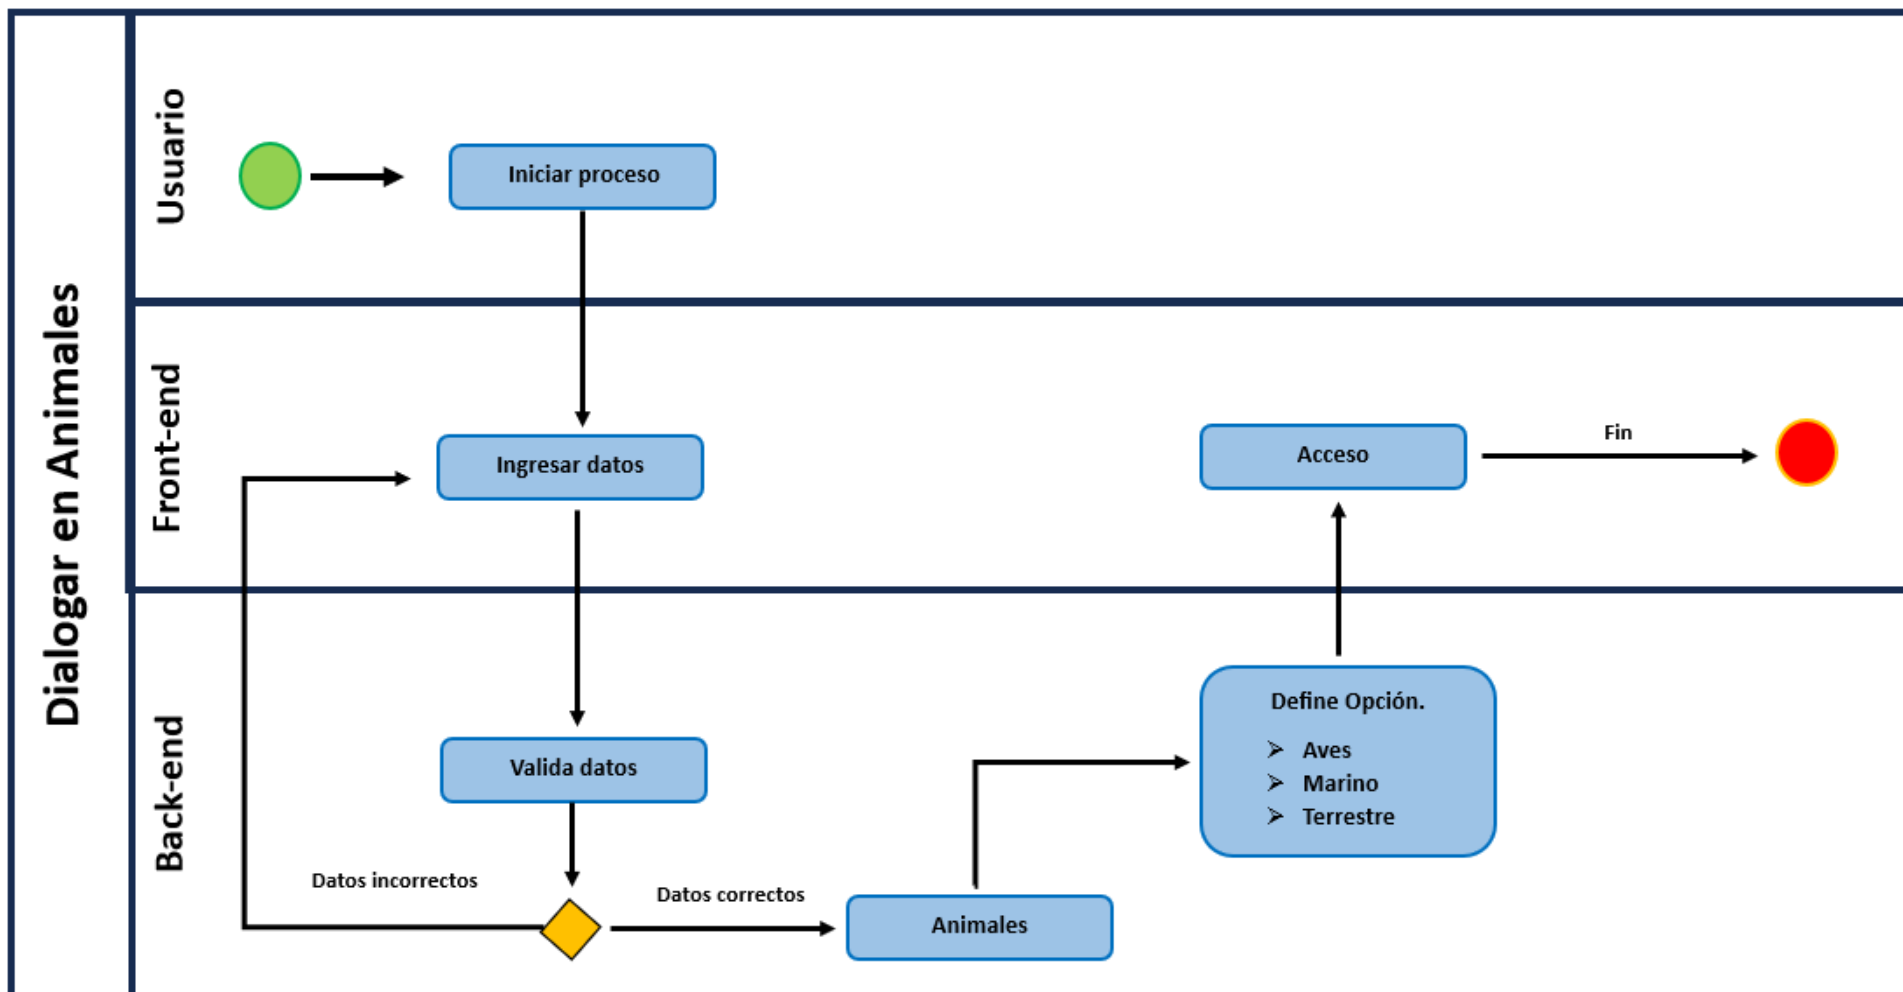 Dialogar en Animales
Usuario
Iniciar proceso
Front-end
Ingresar datos
Acceso
Fin
Back-end
Valida datos
Datos incorrectos
Datos correctos
Animales
Define Opción.
➢ Aves
➢ Marino
➢ Terrestre